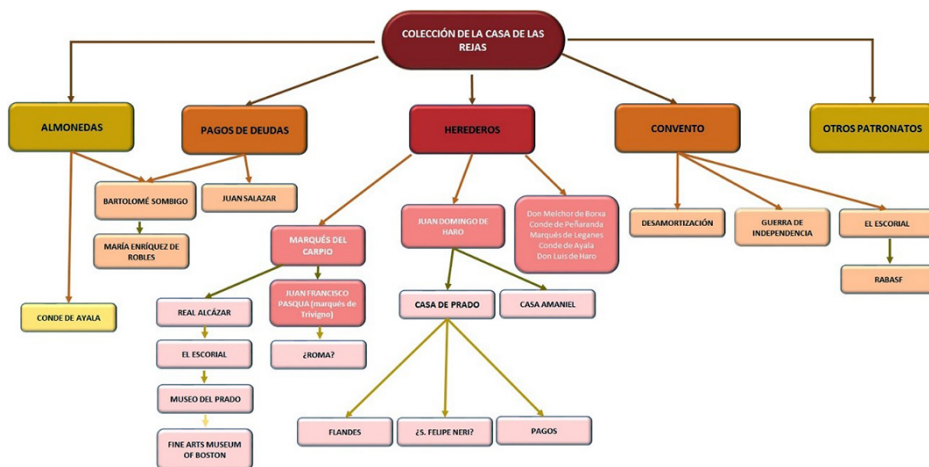 COLECCIÓN DE LA CASA DE LAS
REJAS
ALMONEDAS
PAGOS DE DEUDAS
HEREDEROS
CONVENTO
OTROS PATRONATOS
BARTOLOMÉ SOMBIGO
JUAN SALAZAR
MARÍA ENRÍQUEZ DE
ROBLES
CONDE DE AYALA
MARQUÉS DEL
CARPIO
JUAN DOMINGO DE
HARO
Don Melchor de Borxa
Conde de Peñaranda
Marqués de Leganes
Conde de Ayala
Don Luis de Haro
DESAMORTIZACIÓN
GUERRA DE
INDEPENDENCIA
EL ESCORIAL
RABASF
REAL ALCÁZAR
JUAN FRANCISCO
PASQUA (marqués de
Trivigno)
CASA DE PRADO
CASA AMANIEL
EL ESCORIAL
¿ROMA?
MUSEO DEL PRADO
FINE ARTS MUSEUM
OF BOSTON
FLANDES
¿S. FELIPE NERI?
PAGOS